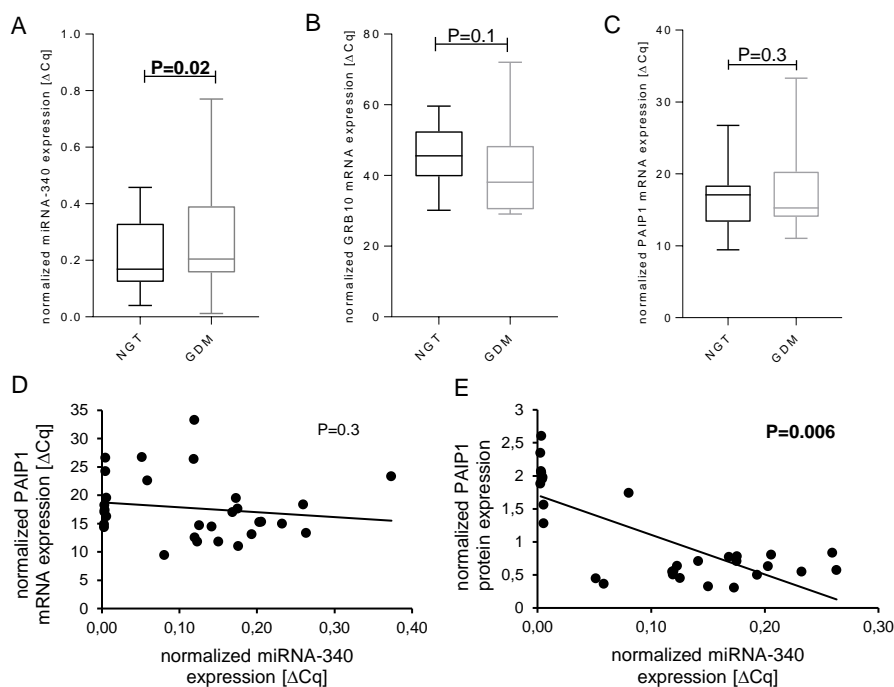 A
normalized miRNA-340 expression [ΔCq]
1.0
0.8
0.6
0.4
0.2
0.0
P=0.02
NGT
GDM
B
normalized GRB10 mRNA expression [ΔCq]
80
60
40
20
0
P=0.1
NGT
GDM
C
normalized PAIP1 mRNA expression [ΔCq]
40
30
20
10
0
P=0.3
NGT
GDM
D
normalized PAIP1
mRNA expression [ΔCq]
35
30
25
20
15
10
5
0
P=0.3
0,00
0,10
0,20
0,30
0,40
normalized miRNA-340
expression [ΔCq]
E
normalized PAIP1
protein expression
3
2,5
2
1,5
1
0,5
0
P=0.006
0,00
0,10
0,20
0,30
normalized miRNA-340
expression [ΔCq]